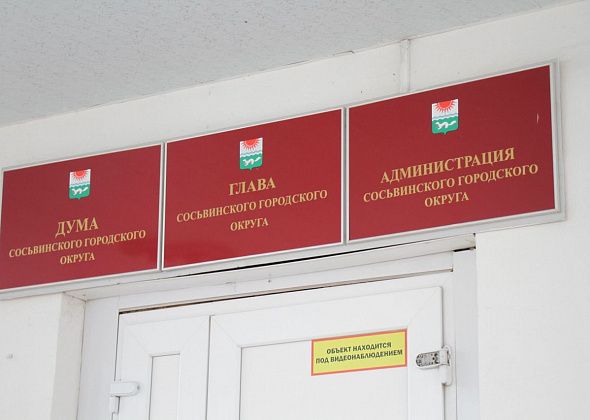 ДУМА
СОСЬВИНСКОГО ГОРОДСКОГО
ОКРУГА
ГЛАВА
СОСЬВИНСКОГО ГОРОДСКОГО
ОКРУГА
АДМИНИСТРАЦИЯ
СОСЬВИНСКОГО ГОРОДСКОГО
ОКРУГА
ОБЪЕКТ НАХОДИТСЯ
ПОД ВИДЕОНАБЛЮДЕНИЕМ